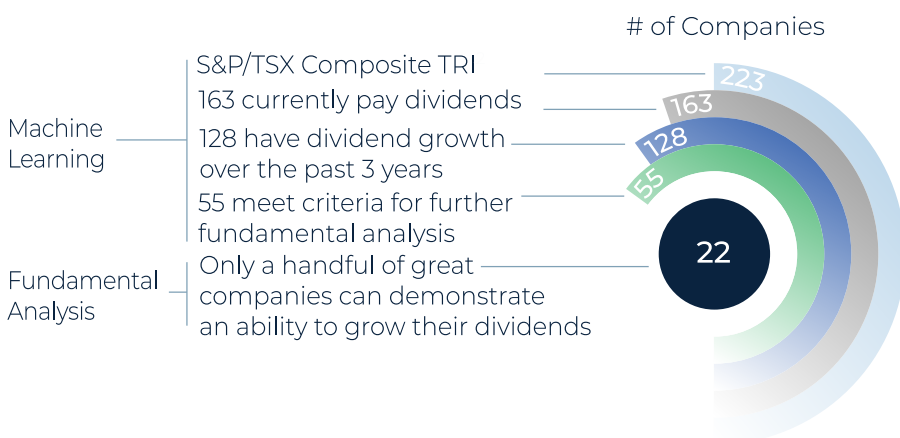 # of Companies
S&P/TSX Composite TRI
223
163 currently pay dividends
163
Machine
Learning
128 have dividend growth
over the past 3 years
128
55 meet criteria for further
fundamental analysis
55
Fundamental
Analysis
Only a handful of great
companies can demonstrate
an ability to grow their dividends
22